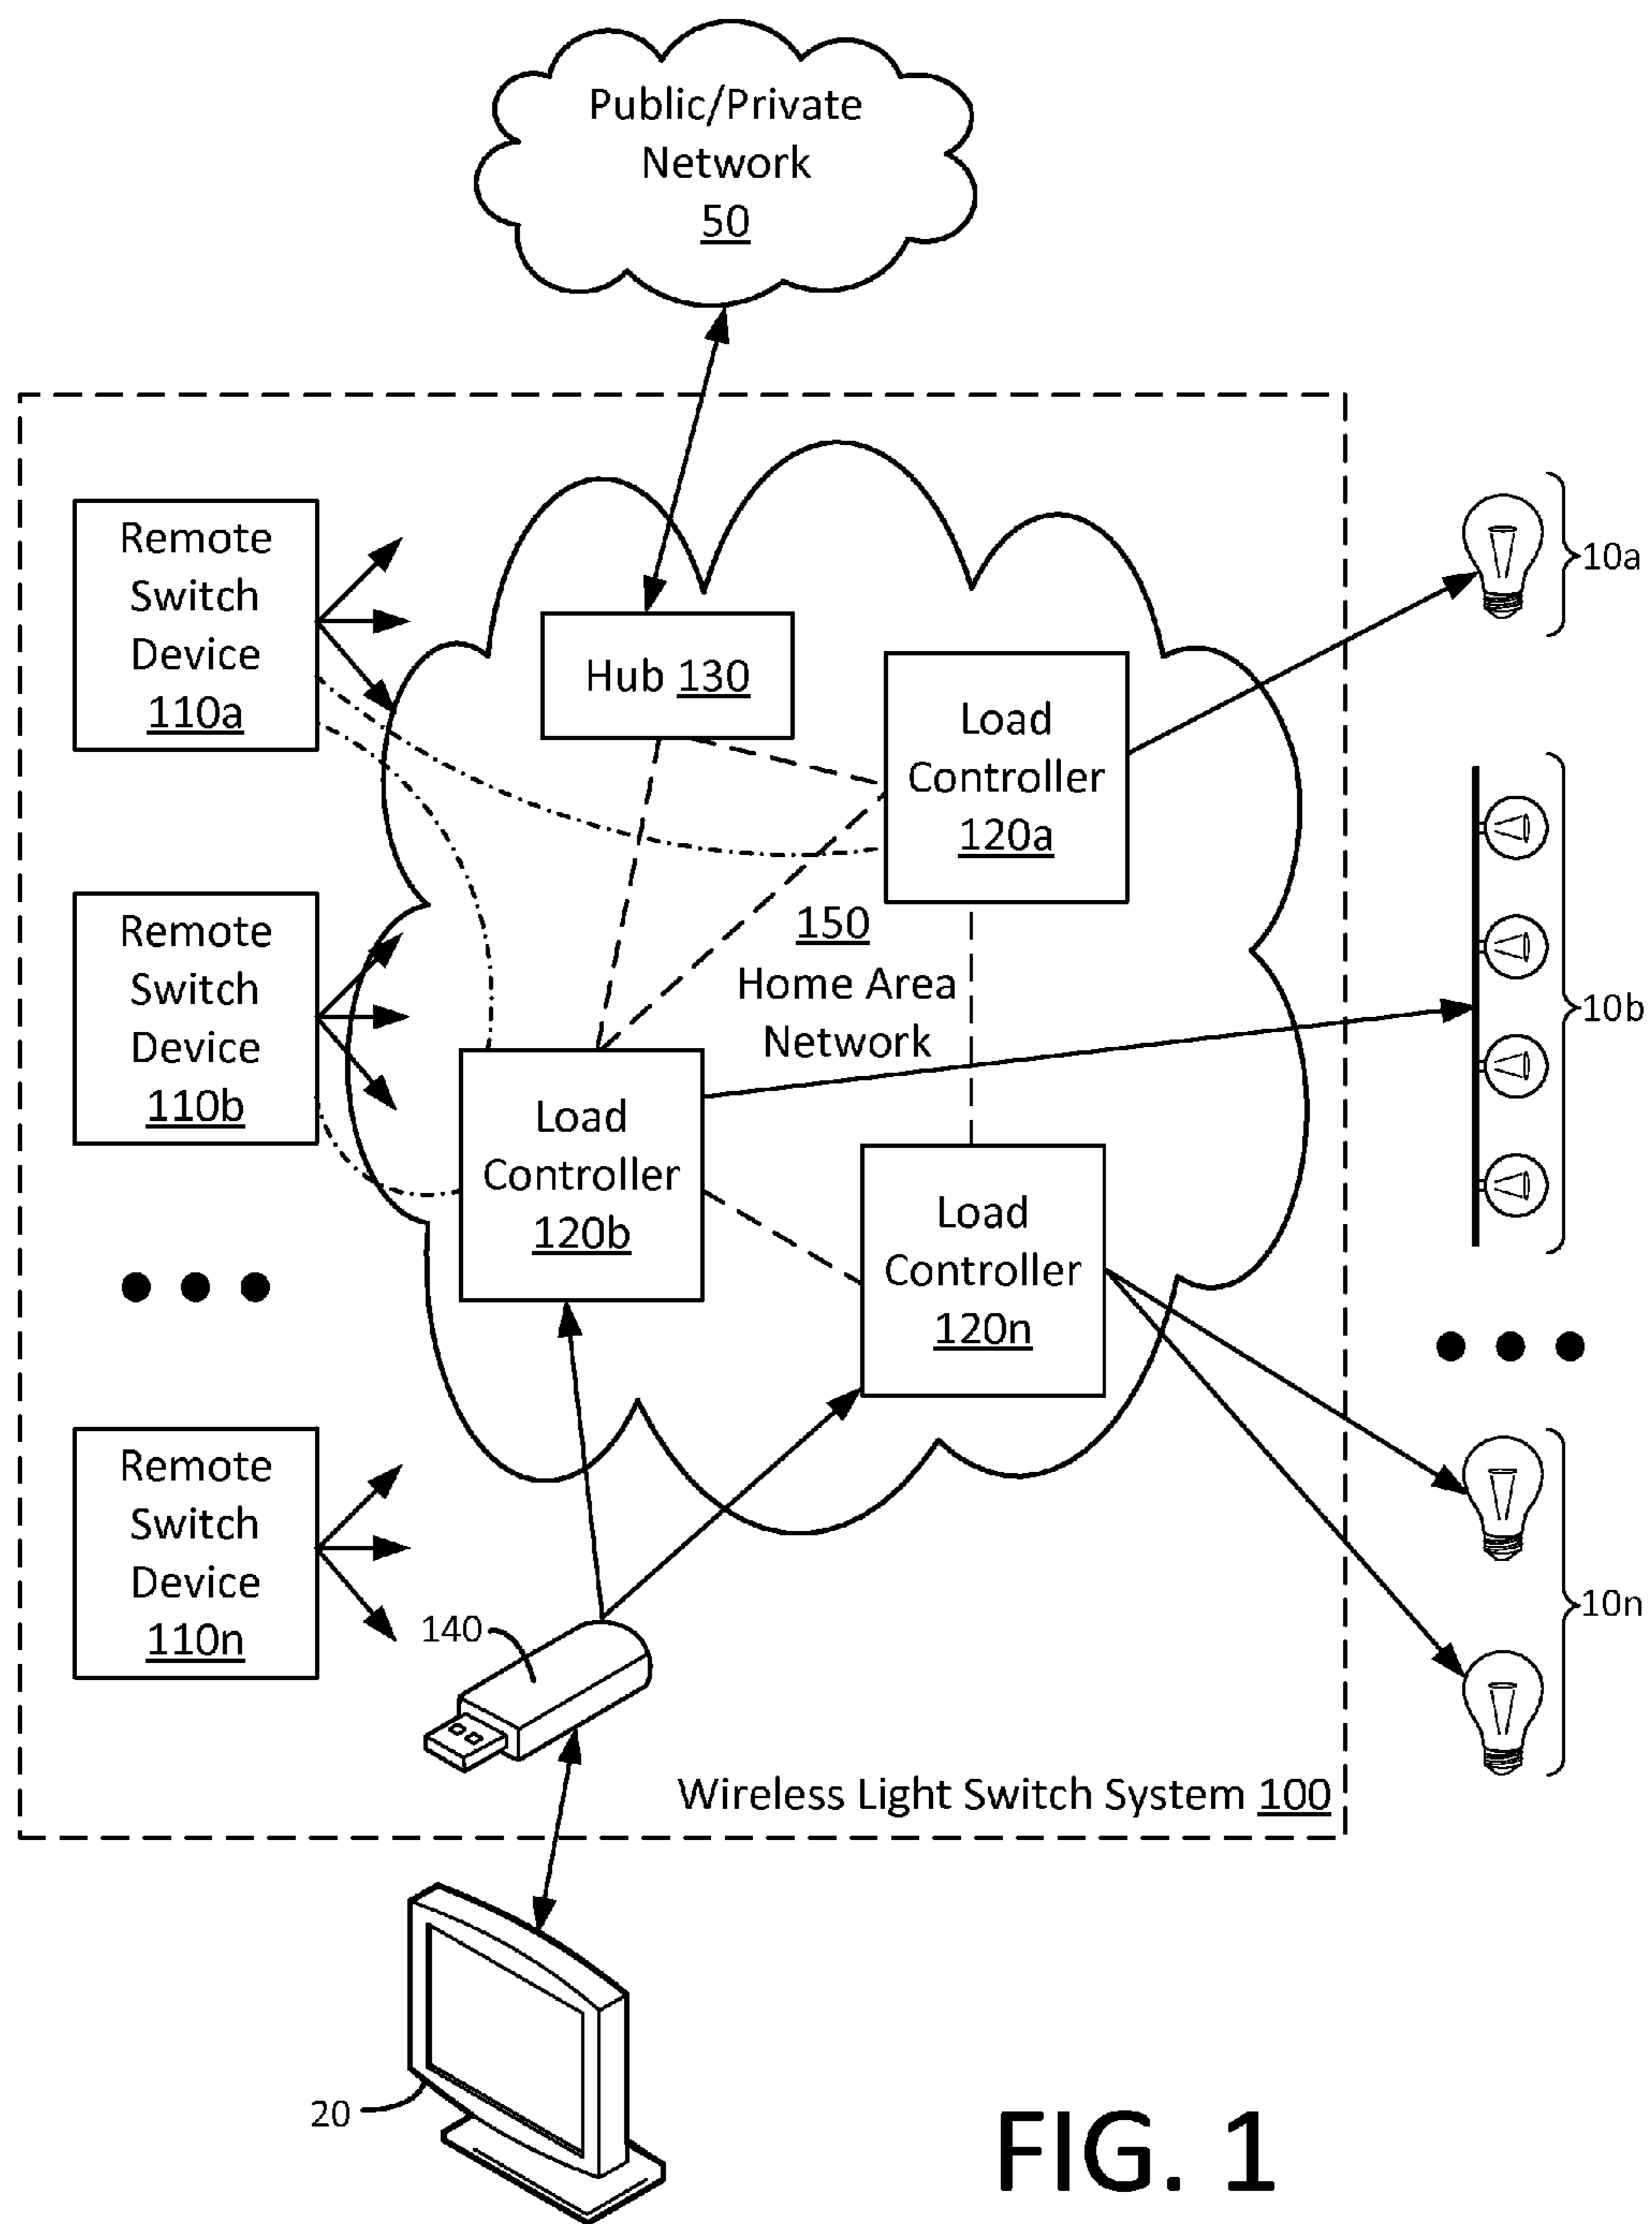 Public/Private
Network
50
Remote
Switch
Device
110a
Hub 130
Load
Controller
120a
10a
150
Home Area
Network
Remote
Switch
Device
110b
Load
Controller
120b
10b
Load
Controller
120n
Remote
Switch
Device
110n
140
10n
Wireless Light Switch System 100
20
FIG. 1